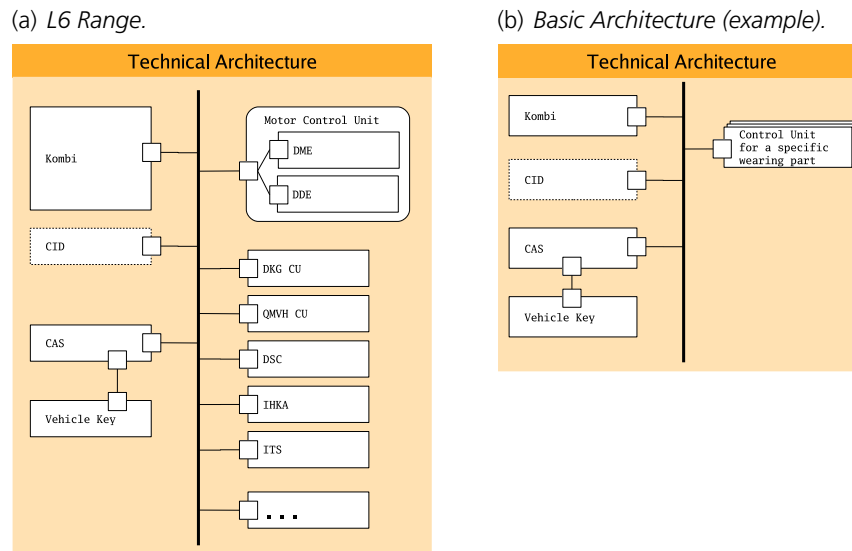 (a) L6 Range.
Technical Architecture
Kombi
CID
CAS
Vehicle Key
Motor Control Unit
DME
DDE
DKG CU
QMVH CU
DSC
IHKA
ITS
...
(b) Basic Architecture (example).
Technical Architecture
Kombi
CID
CAS
Vehicle Key
Control Unit
for a specific
wearing part